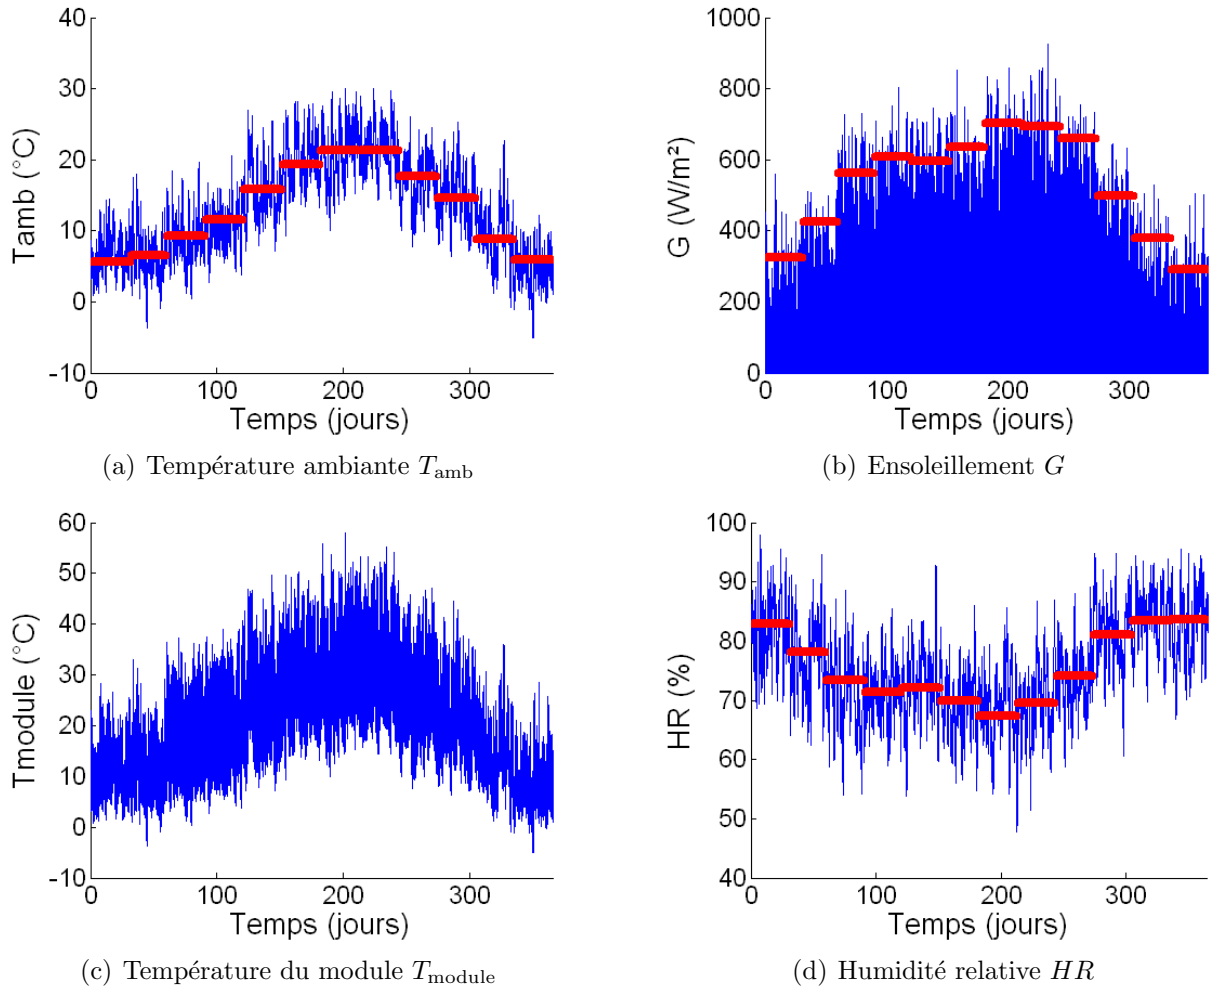 40
30
20
10
0
-10
Tamb (°C)
0 100 200 300
Temps (jours)
(a) Température ambiante Tamb
1000
800
600
400
200
0
G (W/m²)
0 100 200 300
Temps (jours)
(b) Ensoleillement G
60
50
40
30
20
10
0
-10
Tmodule (°C)
0 100 200 300
Temps (jours)
(c) Température du module Tmodule
100
90
80
70
60
50
40
HR (%)
0 100 200 300
Temps (jours)
(d) Humidité relative HR